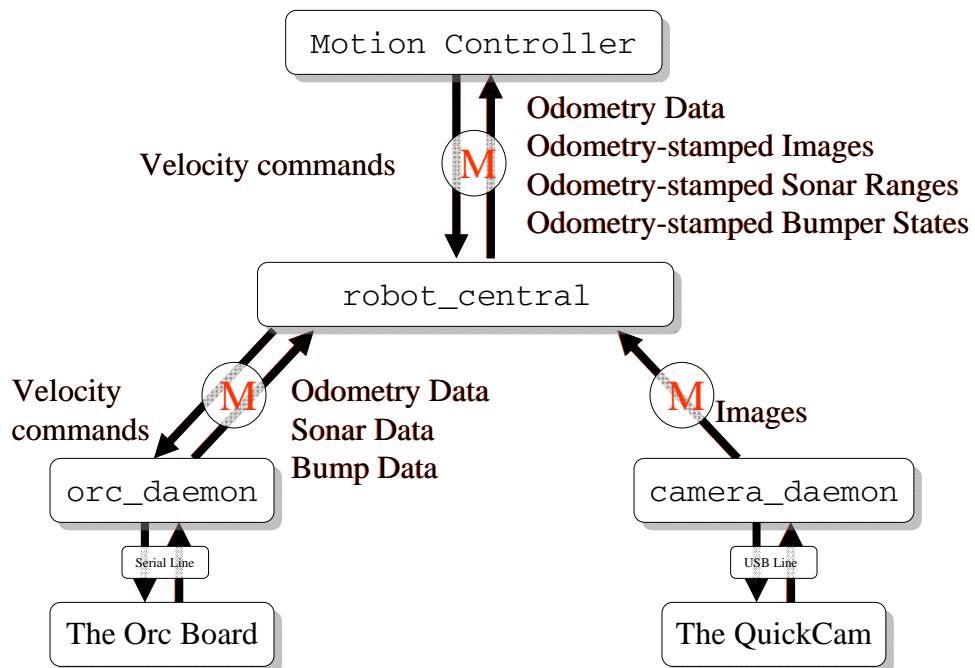 Motion Controller
Velocity commands
M
Odometry Data
Odometry-stamped Images
Odometry-stamped Sonar Ranges
Odometry-stamped Bumper States
robot_central
Velocity
commands
M
Odometry Data
Sonar Data
Bump Data
M
Images
orc_daemon
camera_daemon
Serial Line
USB Line
The Orc Board
The QuickCam